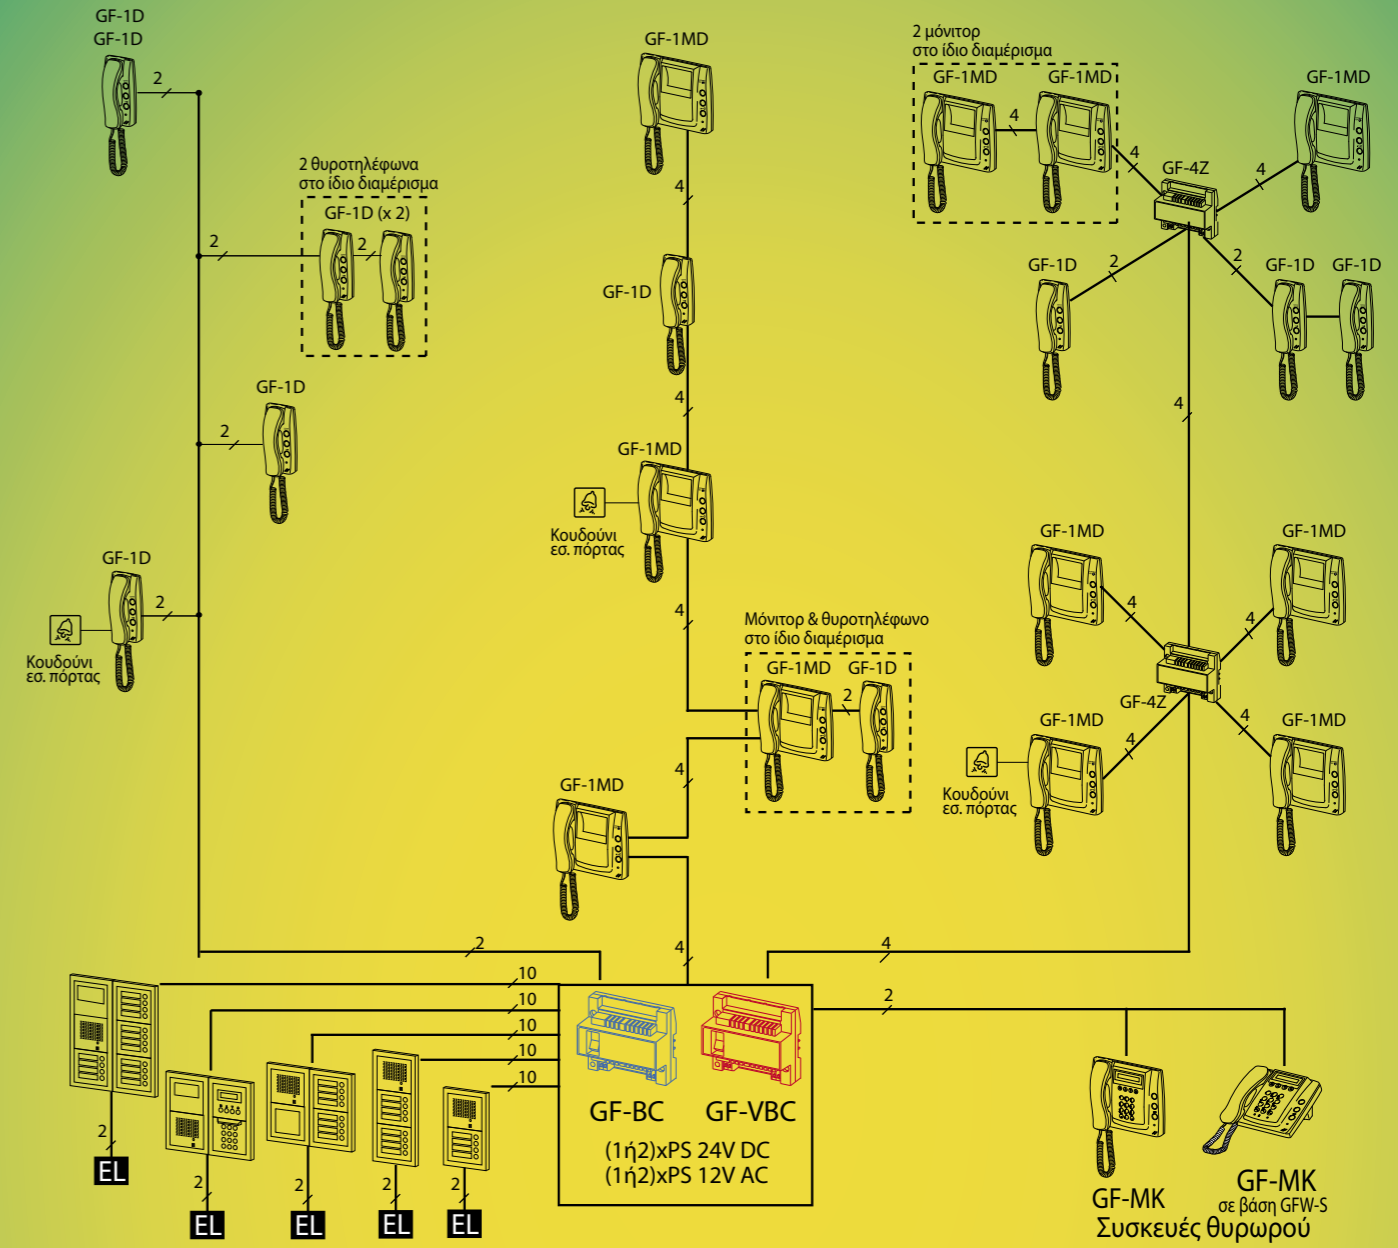 GF-1D
GF-1D
2
2 θυροτηλέφωνα
στο ίδιο διαμέρισμα
GF-1D (x 2)
2
2
GF-1D
2
GF-1D
2
Κουδούνι
εσ. πόρτας
GF-1MD
4
GF-1D
4
GF-1MD
Κουδούνι
εσ. πόρτας
4
Μόνιτορ & θυροτηλέφωνο
στο ίδιο διαμέρισμα
GF-1MD
GF-1D
2
4
GF-1MD
4
2 μόνιτορ
στο ίδιο διαμέρισμα
GF-1MD
GF-1MD
4
4
GF-4Z
4
GF-1MD
GF-1D
2
2
GF-1D
GF-1D
4
GF-1MD
GF-1MD
4
4
GF-4Z
GF-1MD
4
4
GF-1MD
Κουδούνι
εσ. πόρτας
2
4
10
10
10
10
10
2
GF-BC
GF-VBC
(1ή2)xPS 24V DC
(1ή2)xPS 12V AC
2
EL
2
EL
2
EL
2
EL
2
EL
GF-MK
GF-MK
σε βάση GFW-S
Συσκευές θυρωρού